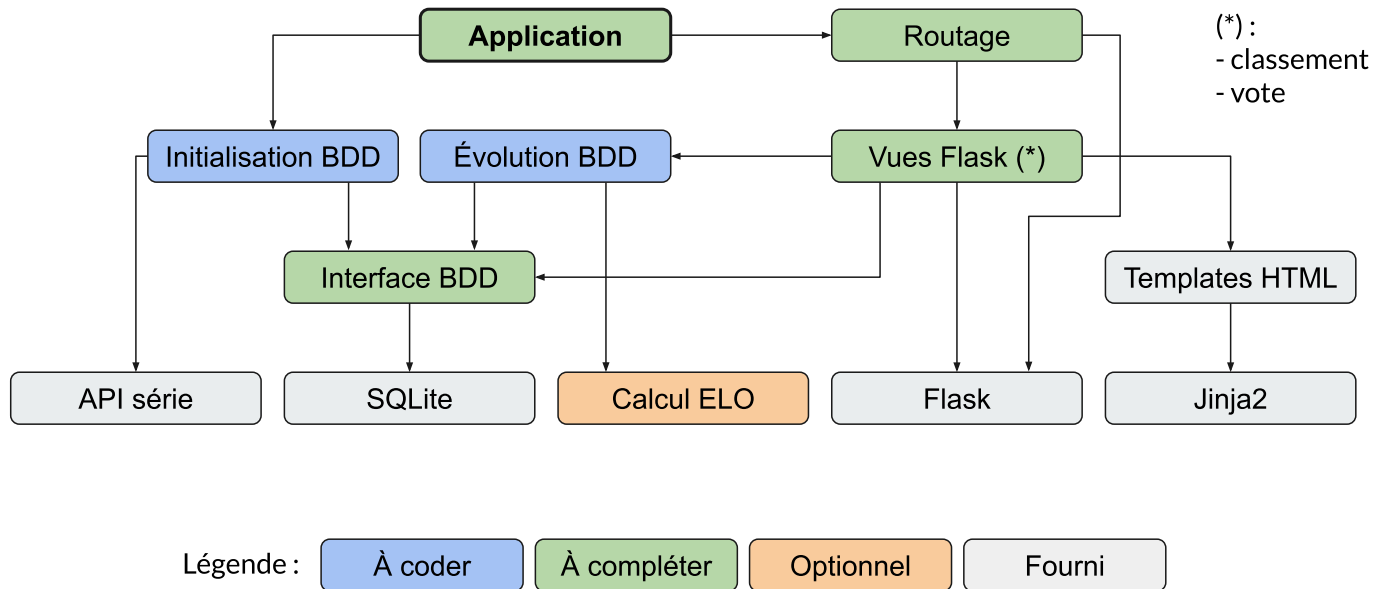 Application
Routage
(*) :
- classement
- vote
Initialisation BDD
Évolution BDD
Vues Flask (*)
Interface BDD
Templates HTML
API série
SQLite
Calcul ELO
Flask
Jinja2
Légende :
À coder
À compléter
Optionnel
Fourni